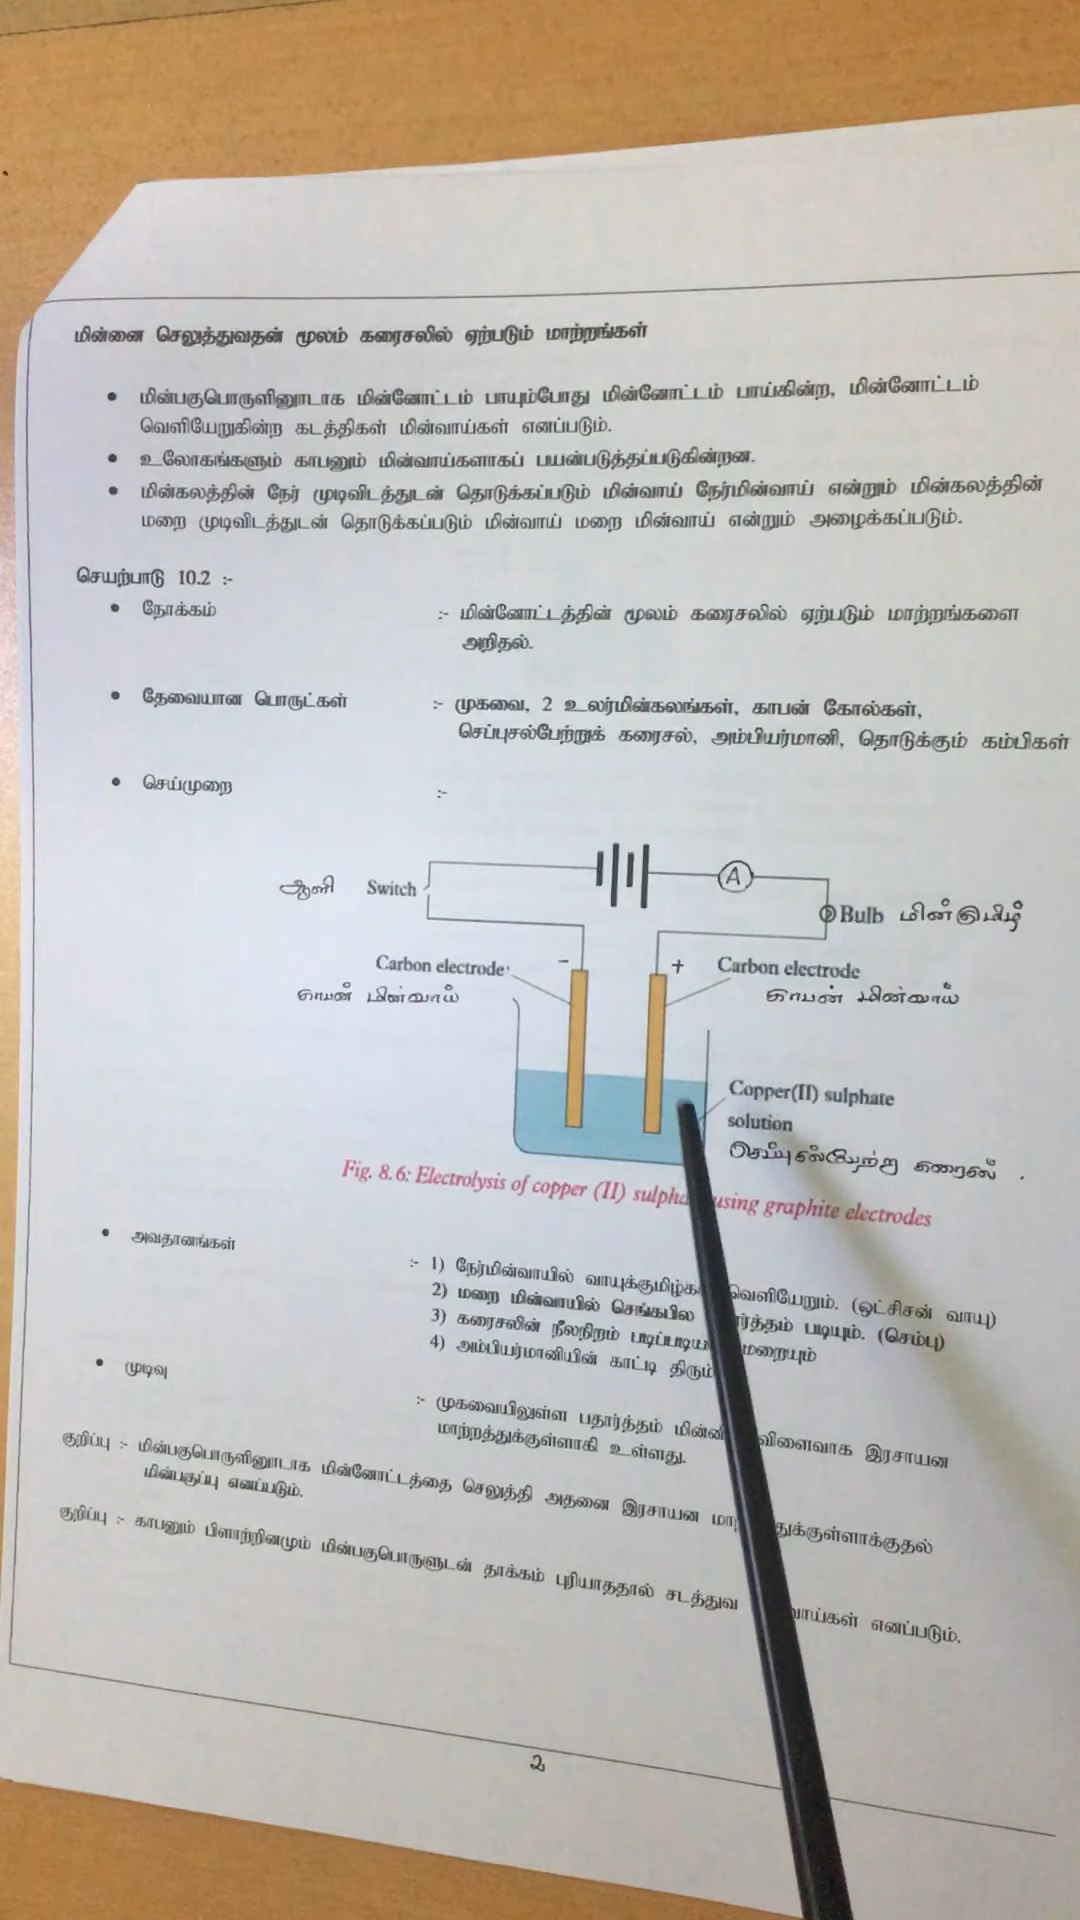 மின்னை செலுத்துவதன் மூலம் கரைசலில் ஏற்படும் மாற்றங்கள்
• மின்பகுபொருளினூடாக மின்னோட்டம் பாயும்போது மின்னோட்டம் பாய்கின்ற, மின்னோட்டம்
வெளியேறுகின்ற கடத்திகள் மின்வாய்கள் எனப்படும்.
• உலோகங்களும் காபனும் மின்வாய்களாகப் பயன்படுத்தப்படுகின்றன.
• மின்கலத்தின் நேர் முடிவிடத்துடன் தொடுக்கப்படும் மின்வாய் நேர்மின்வாய் என்றும் மின்கலத்தின்
மறை முடிவிடத்துடன் தொடுக்கப்படும் மின்வாய் மறை மின்வாய் என்றும் அழைக்கப்படும்.
செயற்பாடு 10.2 :-
• நோக்கம் :- மின்னோட்டத்தின் மூலம் கரைசலில் ஏற்படும் மாற்றங்களை
அறிதல்.
• தேவையான பொருட்கள் :- முகவை, 2 உலர்மின்கலங்கள், காபன் கோல்கள்,
செப்புசல்பேற்றுக் கரைசல், அம்பியர்மானி, தொடுக்கும் கம்பிகள்
• செய்முறை :-
A
ஆளி Switch
Bulb மின்குமிழ்
Carbon electrode - + Carbon electrode
காபன் மின்வாய் காபன் மின்வாய்
Copper(II) sulphate
solution
செப்புசல்பேற்று கரைசல்.
Fig. 8.6: Electrolysis of copper (II) using graphite electrodes
• அவதானங்கள் :- 1) நேர்மின்வாயில் வெளியேறும். (ஒட்சிசன் வாயு)
2) மறை மின்வாயில் செங்கபில படியும். (செம்பு)
3) கரைசலின் நீலநிறம் மறையும்
4) அம்பியர்மானியின் காட்டி
• முடிவு :- முகவையிலுள்ள பதார்த்தம் விளைவாக இரசாயன
மாற்றத்துக்குள்ளாகி உள்ளது.
குறிப்பு :- மின்பகுபொருளினூடாக மின்னோட்டத்தை செலுத்தி அதனை இரசாயன
மின்பகுப்பு எனப்படும்.
குறிப்பு :- காபனும் பிளாற்றினமும் மின்பகுபொருளுடன் தாக்கம் புரியாததால் எனப்படும்.
2